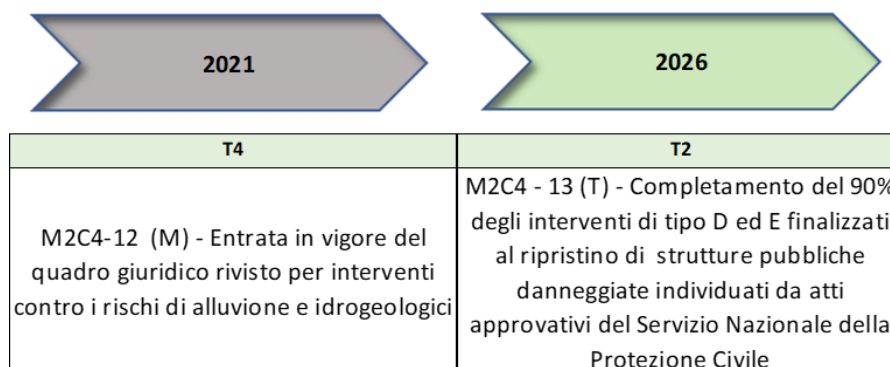 2021
2026
T4
T2
M2C4-12 (M) - Entrata in vigore del
quadro giuridico rivisto per interventi
contro i rischi di alluvione e idrogeologici
M2C4 - 13 (T) - Completamento del 90%
degli interventi di tipo D ed E finalizzati
al ripristino di strutture pubbliche
danneggiate individuati da atti
approvativi del Servizio Nazionale della
Protezione Civile